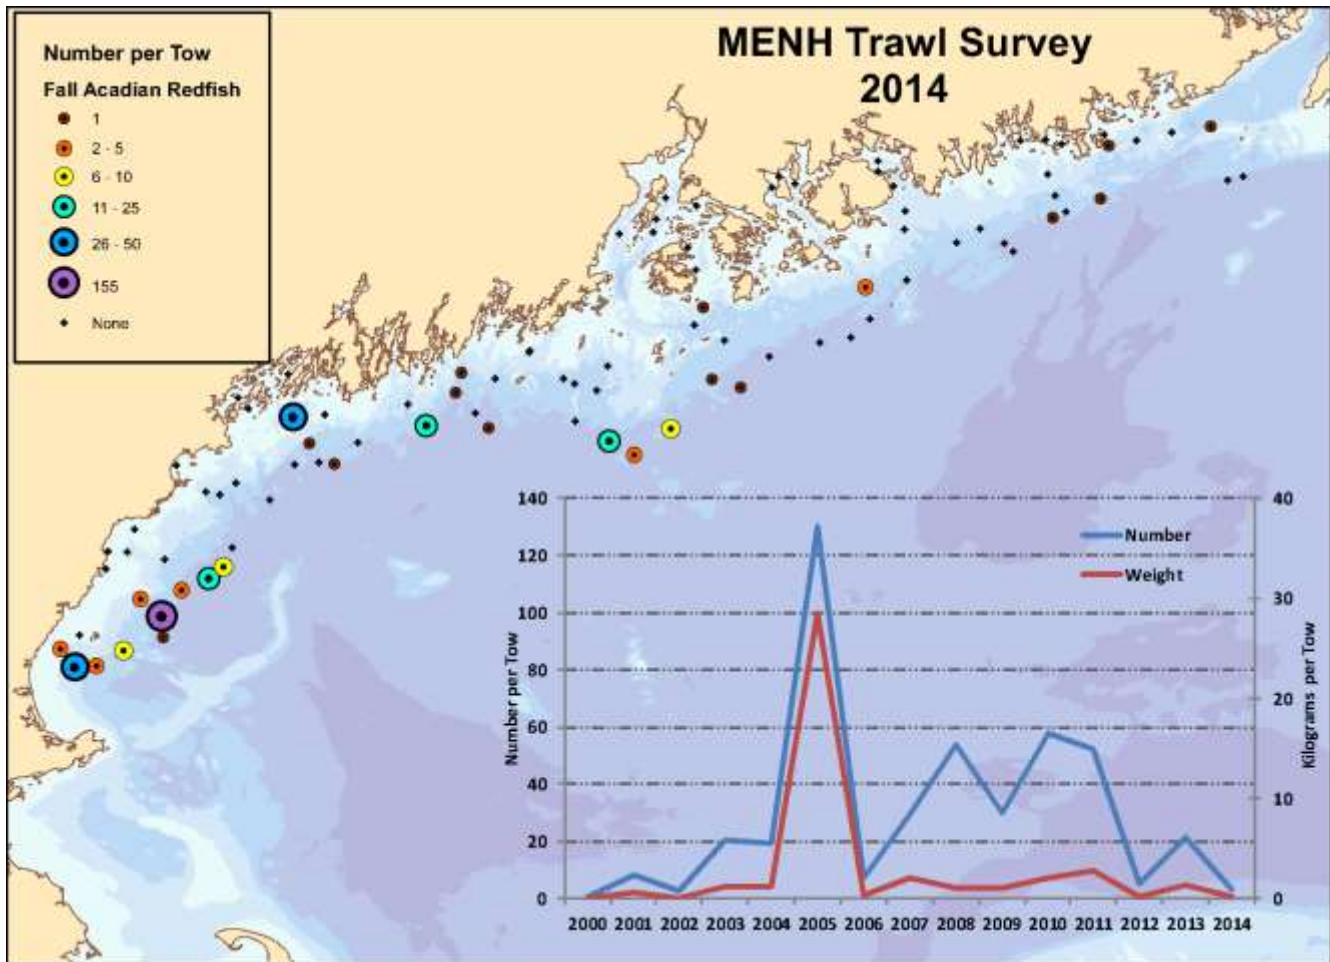 MENH Trawl Survey
2014
Number per Tow
Fall Acadian Redfish
1
2 - 5
6 - 10
11 - 25
26 - 50
155
None
140
120
100
80
60
40
20
0
Number per Tow
Number
Weight
40
30
20
10
0
Kilograms per Tow
2000 2001 2002 2003 2004 2005 2006 2007 2008 2009 2010 2011 2012 2013 2014